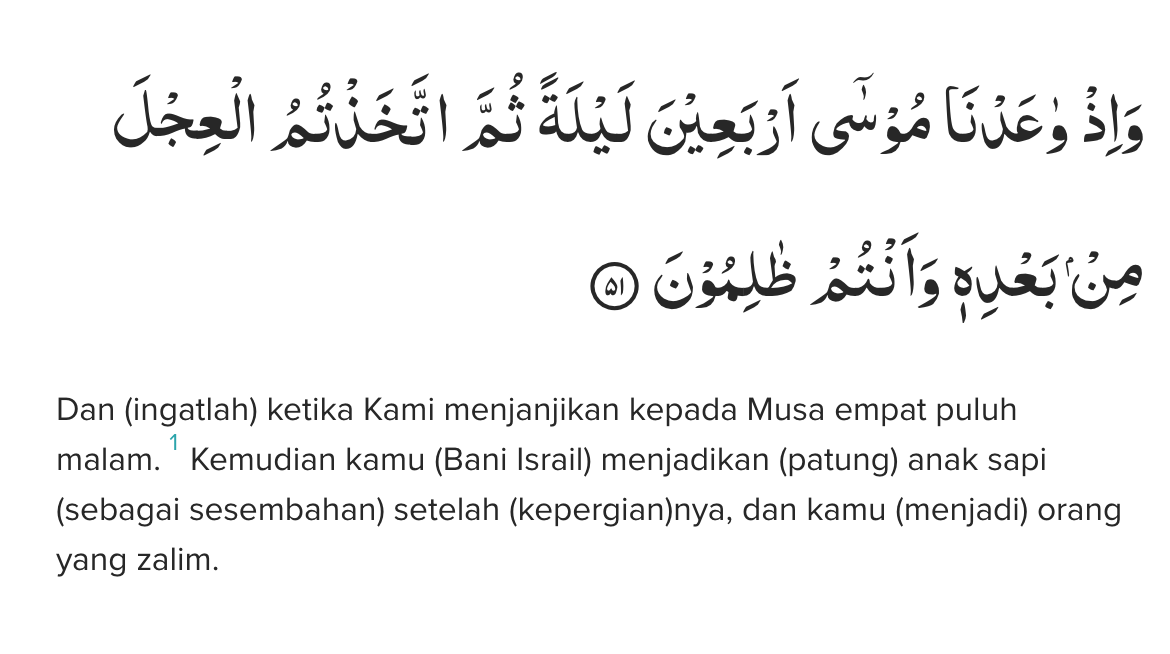 وَاِذْ وٰعَدْنَا مُوْسٰٓى اَرْبَعِيْنَ لَيْلَةً ثُمَّ اتَّخَذْتُمُ الْعِجْلَ
مِنْۢ بَعْدِهٖ وَاَنْتُمْ ظٰلِمُوْنَ ۝٥١
Dan (ingatlah) ketika Kami menjanjikan kepada Musa empat puluh
malam. 1 Kemudian kamu (Bani Israil) menjadikan (patung) anak sapi
(sebagai sesembahan) setelah (kepergian)nya, dan kamu (menjadi) orang
yang zalim.